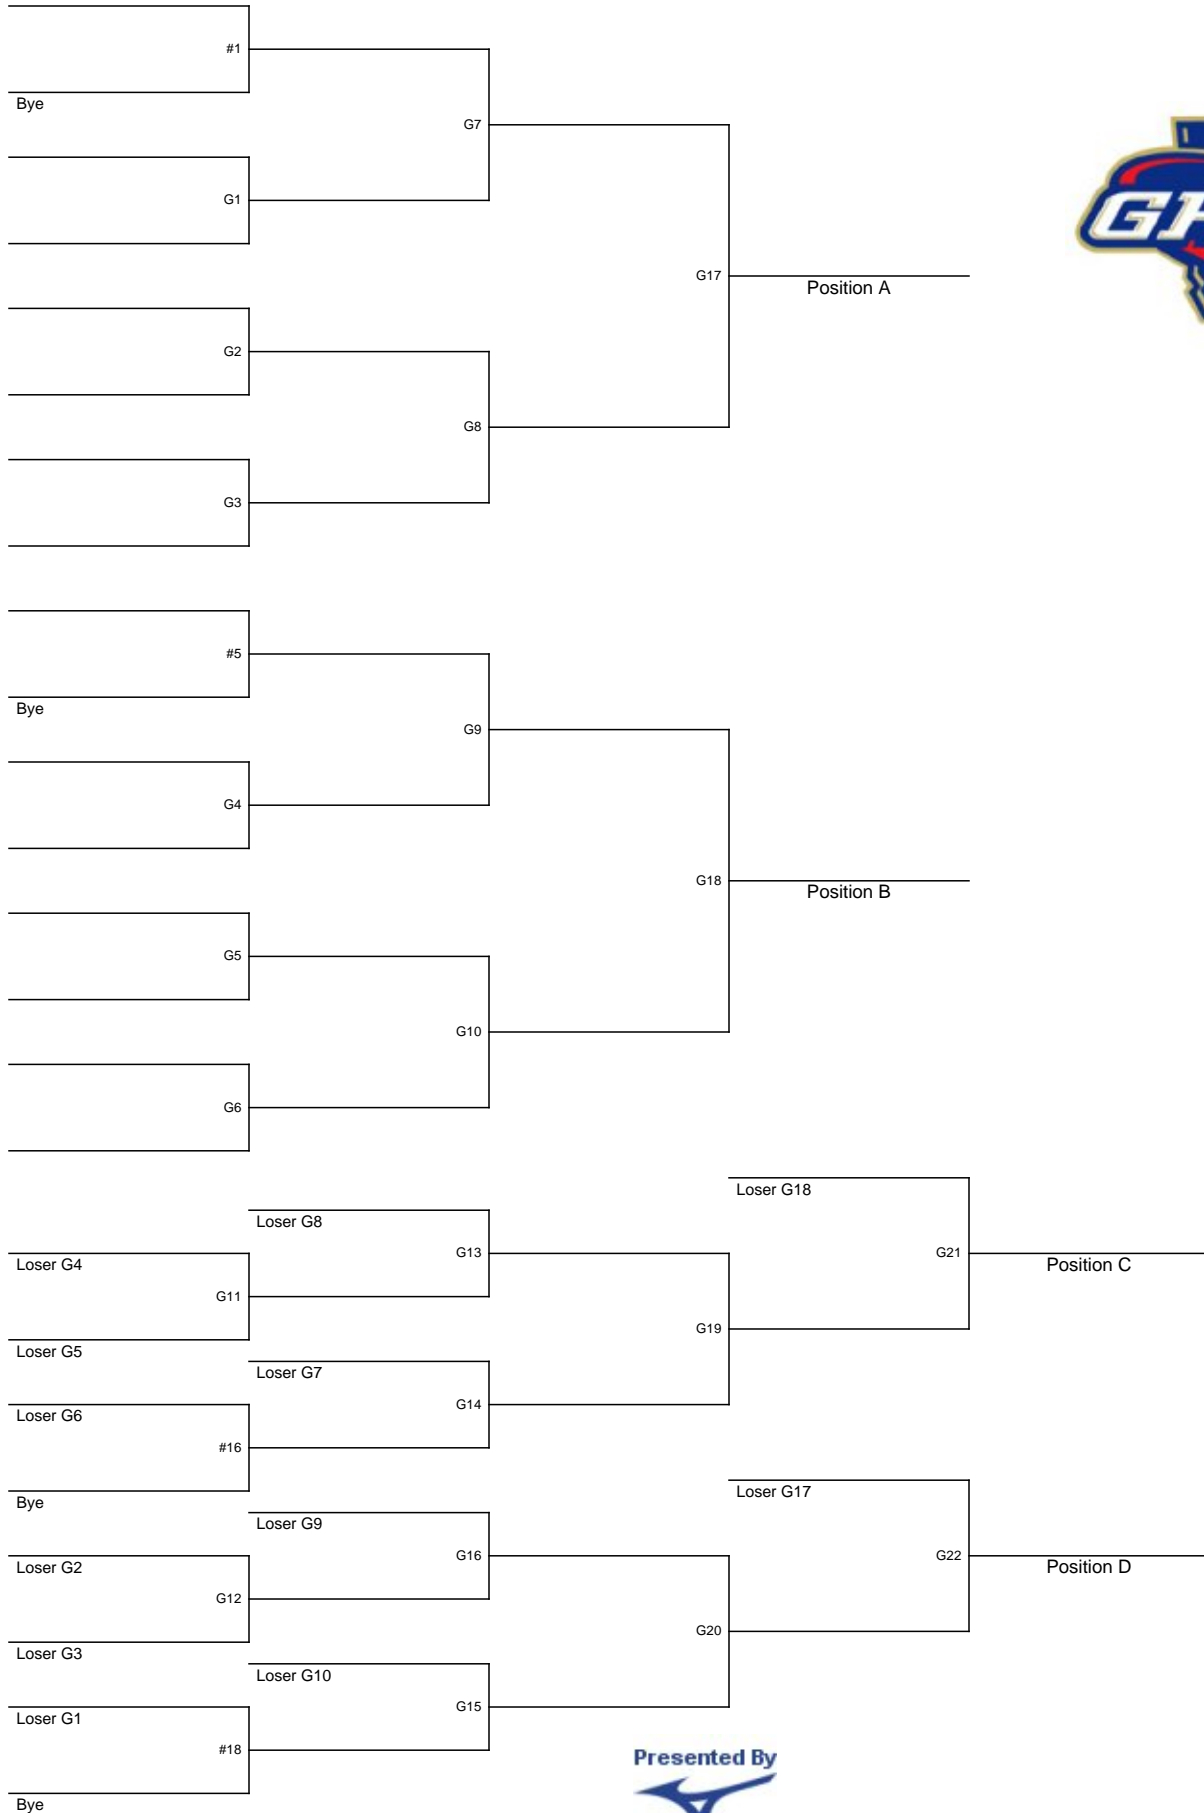 #1
Bye
G7
G1
G17
Position A
G2
G8
G3
#5
Bye
G9
G4
G18
Position B
G5
G10
G6
Loser G18
Loser G8
G13
G21
Loser G4
Position C
G11
G19
Loser G5
Loser G7
G14
Loser G6
#16
Loser G17
Bye
Loser G9
G16
G22
Loser G2
Position D
G12
G20
Loser G3
Loser G10
G15
Loser G1
#18
Presented By
Bye